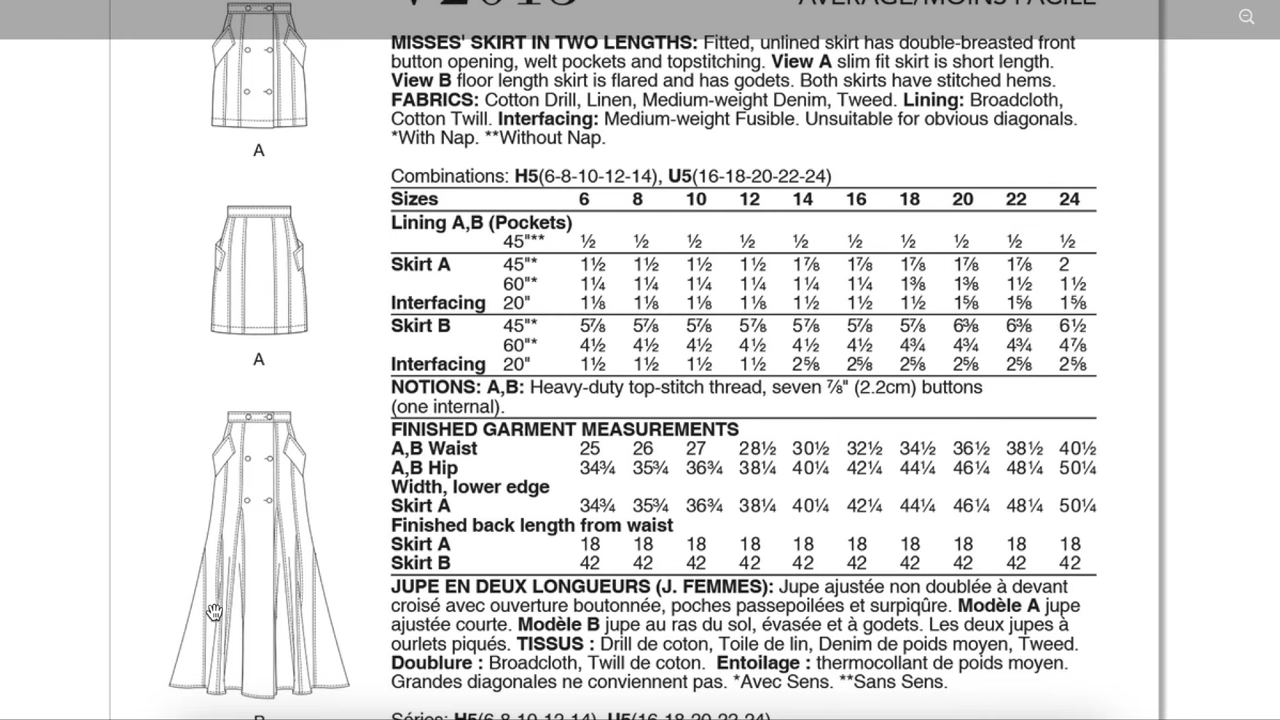 AVERAGE/MOINS FACILE
MISSES' SKIRT IN TWO LENGTHS: Fitted, unlined skirt has double-breasted front
button opening, welt pockets and topstitching. View A slim fit skirt is short length.
View B floor length skirt is flared and has godets. Both skirts have stitched hems.
FABRICS: Cotton Drill, Linen, Medium-weight Denim, Tweed. Lining: Broadcloth,
Cotton Twill. Interfacing: Medium-weight Fusible. Unsuitable for obvious diagonals.
*With Nap. **Without Nap.
A
Combinations: H5(6-8-10-12-14), U5(16-18-20-22-24)
Sizes 6 8 10 12 14 16 18 20 22 24
Lining A,B (Pockets)
45"** ½ ½ ½ ½ ½ ½ ½ ½ ½ ½
Skirt A 45"* 1½ 1½ 1½ 1½ 1⅞ 1⅞ 1⅞ 1⅞ 1⅞ 2
60"* 1¼ 1¼ 1¼ 1¼ 1¼ 1¼ 1⅜ 1⅜ 1½ 1½
Interfacing 20" 1⅛ 1⅛ 1⅛ 1⅛ 1½ 1½ 1½ 1⅝ 1⅝ 1⅝
Skirt B 45"* 5⅞ 5⅞ 5⅞ 5⅞ 5⅞ 5⅞ 5⅞ 6⅜ 6⅜ 6½
60"* 4½ 4½ 4½ 4½ 4½ 4½ 4¾ 4¾ 4¾ 4⅞
A
Interfacing 20" 1½ 1½ 1½ 1½ 2⅝ 2⅝ 2⅝ 2⅝ 2⅝ 2⅝
NOTIONS: A,B: Heavy-duty top-stitch thread, seven ⅞" (2.2cm) buttons
(one internal).
FINISHED GARMENT MEASUREMENTS
A,B Waist 25 26 27 28½ 30½ 32½ 34½ 36½ 38½ 40½
A,B Hip 34¾ 35¾ 36¾ 38¼ 40¼ 42¼ 44¼ 46¼ 48¼ 50¼
Width, lower edge
Skirt A 34¾ 35¾ 36¾ 38¼ 40¼ 42¼ 44¼ 46¼ 48¼ 50¼
Finished back length from waist
Skirt A 18 18 18 18 18 18 18 18 18 18
Skirt B 42 42 42 42 42 42 42 42 42 42
JUPE EN DEUX LONGUEURS (J. FEMMES): Jupe ajustée non doublée à devant
croisé avec ouverture boutonnée, poches passepoilées et surpiqûre. Modèle A jupe
ajustée courte. Modèle B jupe au ras du sol, évasée et à godets. Les deux jupes à
ourlets piqués. TISSUS : Drill de coton, Toile de lin, Denim de poids moyen, Tweed.
Doublure : Broadcloth, Twill de coton. Entoilage : thermocollant de poids moyen.
Grandes diagonales ne conviennent pas. *Avec Sens. **Sans Sens.
Séries: H5(6-8-10-12-14), U5(16-18-20-22-24)